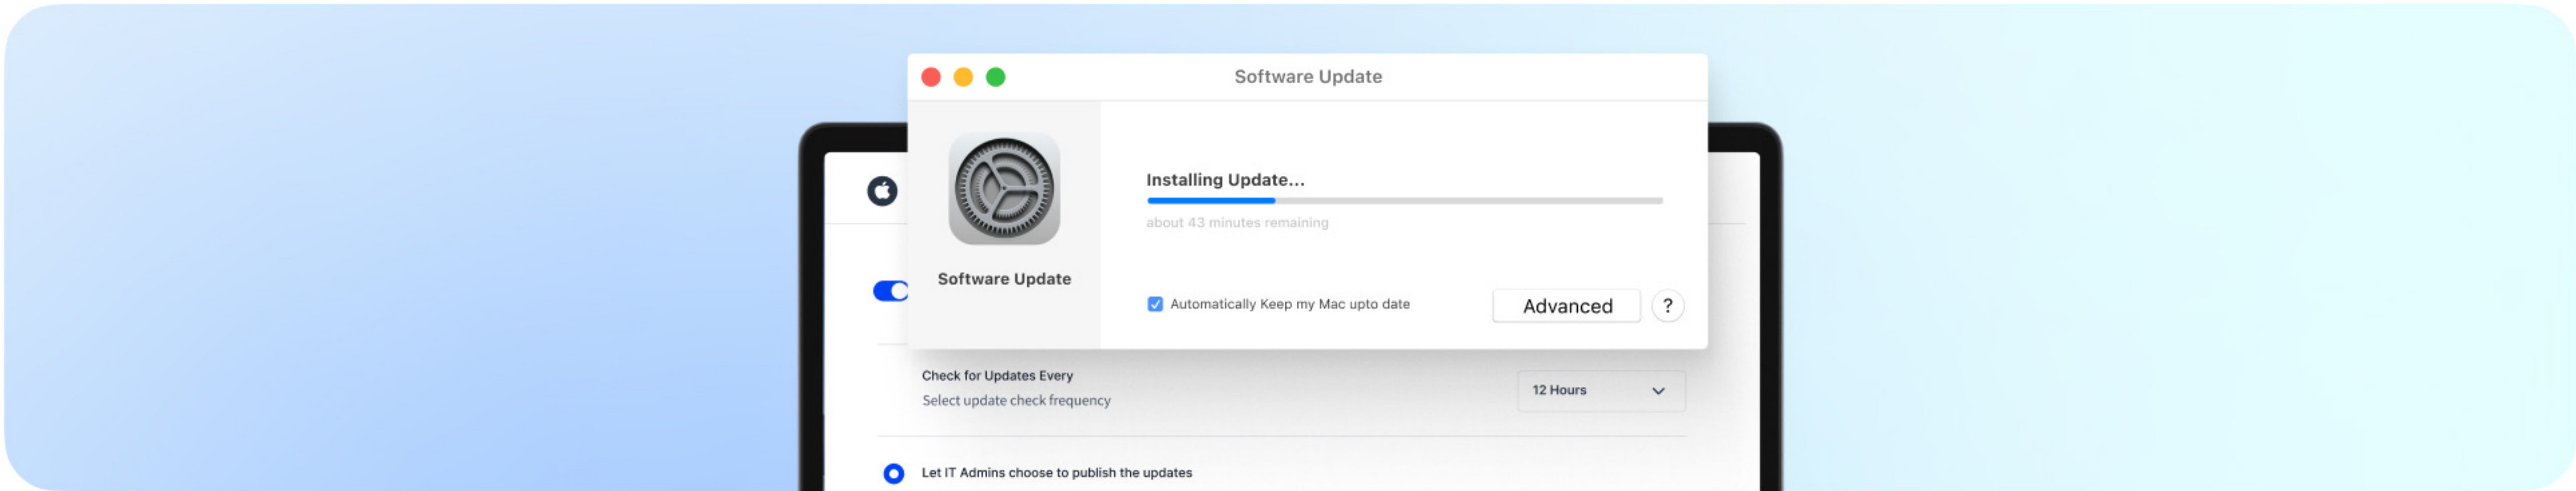 Software Update
Installing Update...
about 43 minutes remaining
Software Update
Automatically Keep my Mac upto date
Advanced
?
Check for Updates Every
Select update check frequency
12 Hours
Let IT Admins choose to publish the updates